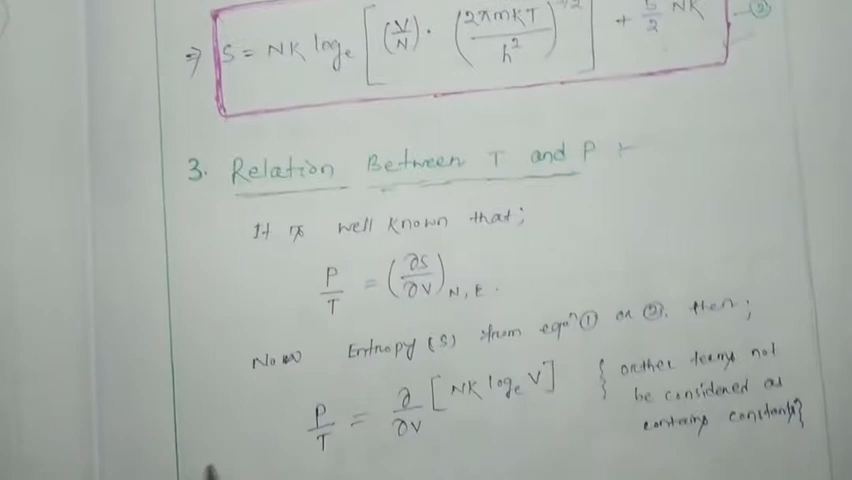 ⇒ S = NK logₑ [(V/N) · (2πmKT/h²)^3/2] + 5/2 NK —②
3. Relation Between T and P :-
It is well known that;
P/T = (∂S/∂V)N, E.
Now Entropy (S) from eqⁿ ① or ②. then;
P/T = ∂/∂V [NK logₑ V] { other terms not
be considered as
contains constants}